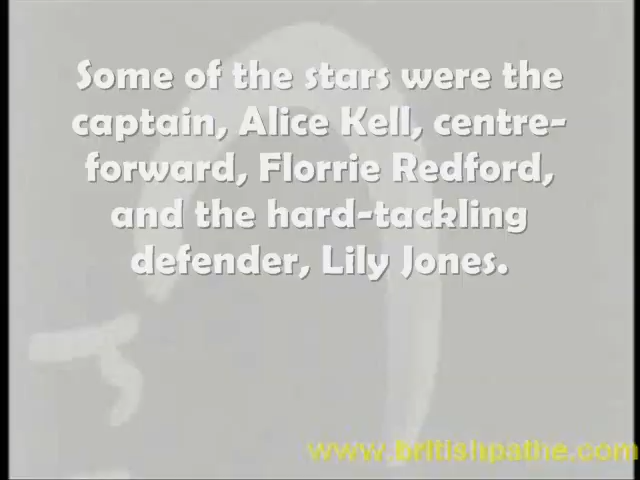 Some of the stars were the
captain, Alice Kell, centre-
forward, Florrie Redford,
and the hard-tackling
defender, Lily Jones.
www.britishpathe.com